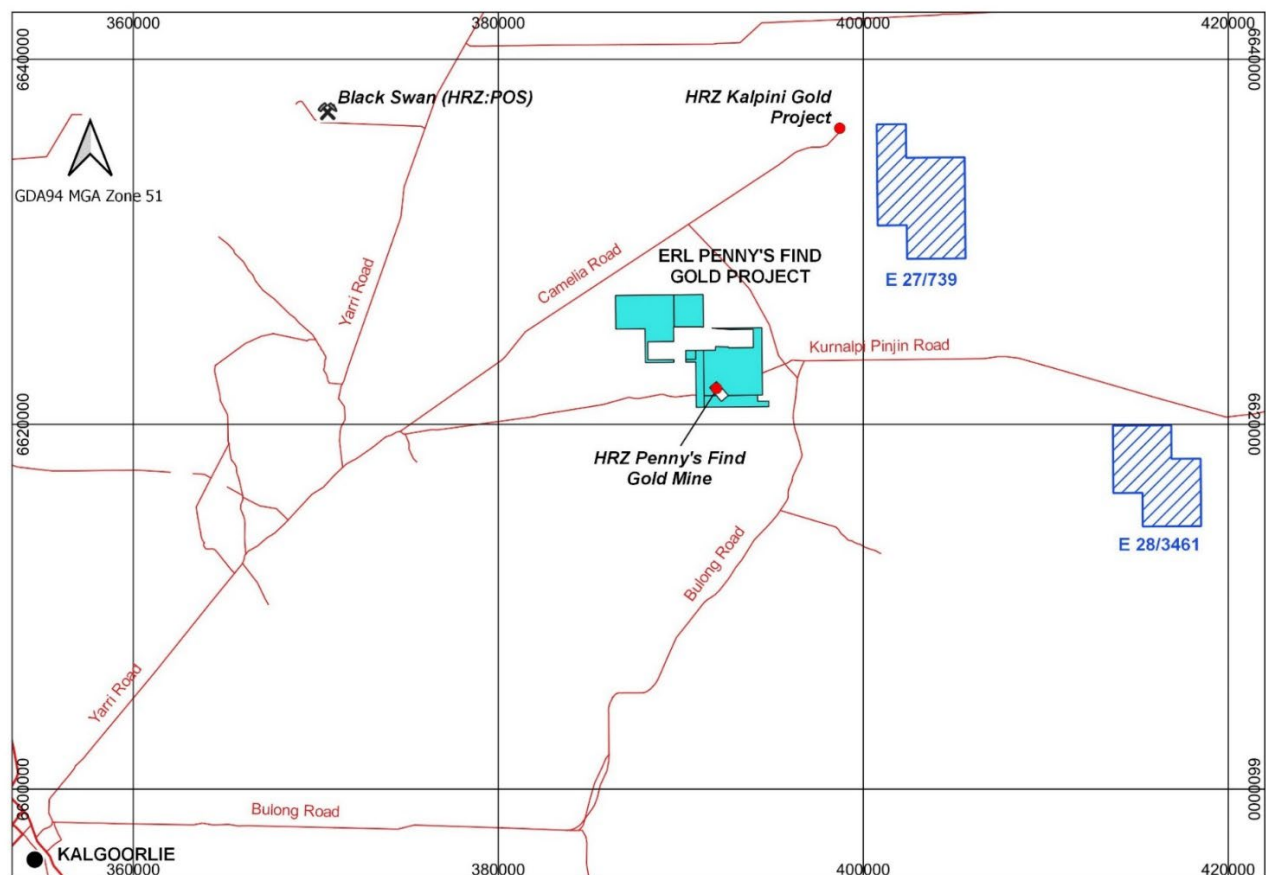 360000
380000
400000
420000
6640000
6640000
Black Swan (HRZ:POS)
HRZ Kalpini Gold
Project
GDA94 MGA Zone 51
Yarri Road
Camelia Road
ERL PENNY'S FIND
GOLD PROJECT
E 27/739
Kurnalpi Pinjin Road
6620000
6620000
HRZ Penny's Find
Gold Mine
E 28/3461
Bulong Road
Yarri Road
6600000
6600000
Bulong Road
KALGOORLIE
360000
380000
400000
420000